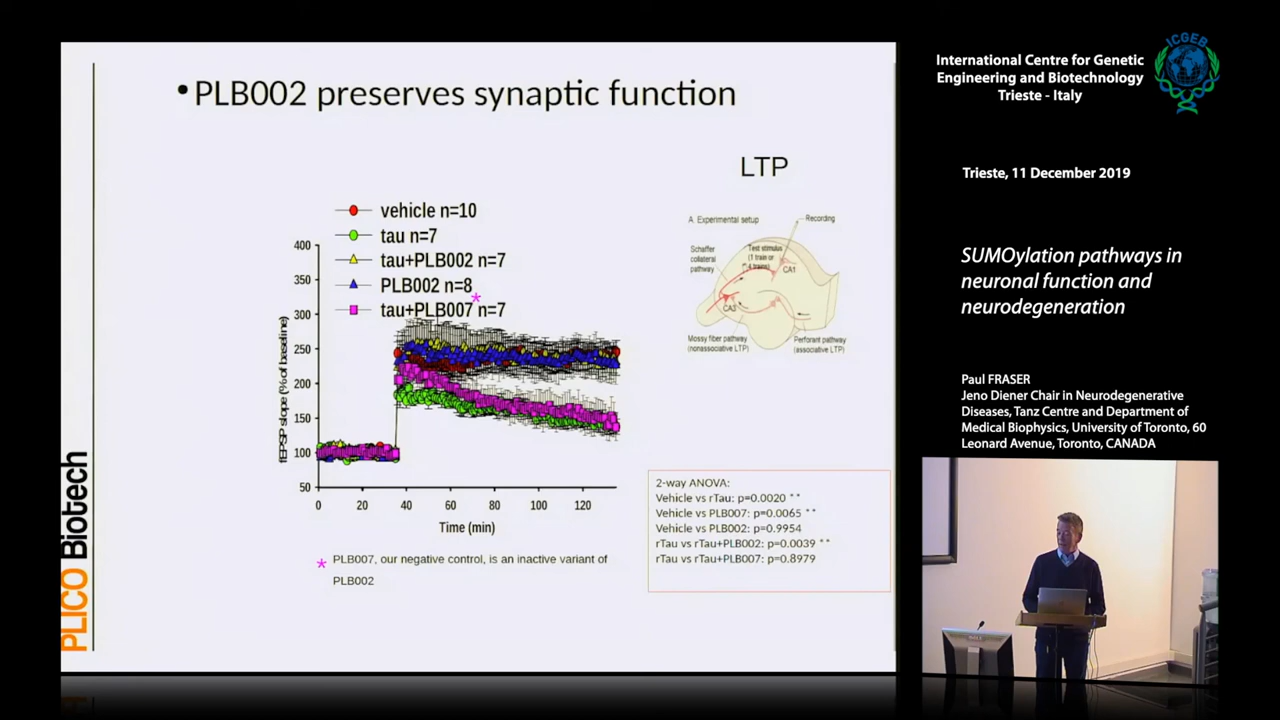 PLB002 preserves synaptic function
LTP
vehicle n=10
tau n=7
tau+PLB002 n=7
PLB002 n=8
tau+PLB007 n=7
*
400
350
300
250
200
150
100
50
fEPSP slope (% of baseline)
0
20
40
60
80
100
120
Time (min)
* PLB007, our negative control, is an inactive variant of
PLB002
A. Experimental setup
Recording
Schaffer
collateral
pathway
Test stimulus
(1 train or
4 trains)
CA1
CA3
Mossy fiber pathway
(nonassociative LTP)
Perforant pathway
(associative LTP)
2-way ANOVA:
Vehicle vs rTau: p=0.0020 **
Vehicle vs PLB007: p=0.0065 **
Vehicle vs PLB002: p=0.9954
rTau vs rTau+PLB002: p=0.0039 **
rTau vs rTau+PLB007: p=0.8979
PLICO Biotech
International Centre for Genetic
Engineering and Biotechnology
Trieste - Italy
ICGEB
Trieste, 11 December 2019
SUMOylation pathways in
neuronal function and
neurodegeneration
Paul FRASER
Jeno Diener Chair in Neurodegenerative
Diseases, Tanz Centre and Department of
Medical Biophysics, University of Toronto, 60
Leonard Avenue, Toronto, CANADA